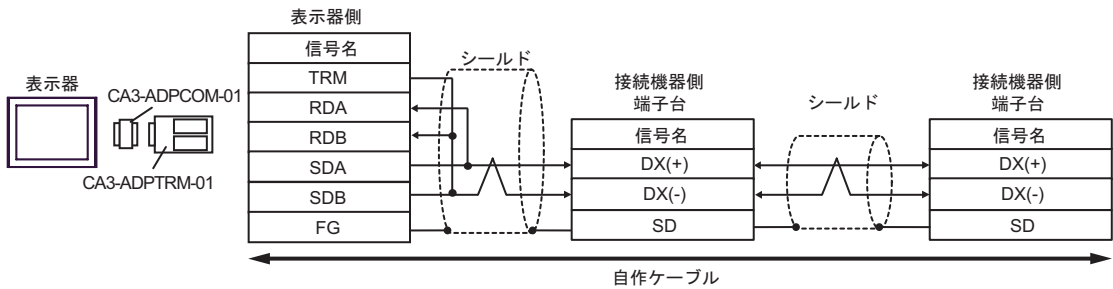 表示器
CA3-ADPCOM-01
CA3-ADPTRM-01
表示器側
信号名
TRM
RDA
RDB
SDA
SDB
FG
シールド
接続機器側
端子台
信号名
DX(+)
DX(-)
SD
シールド
接続機器側
端子台
信号名
DX(+)
DX(-)
SD
自作ケーブル